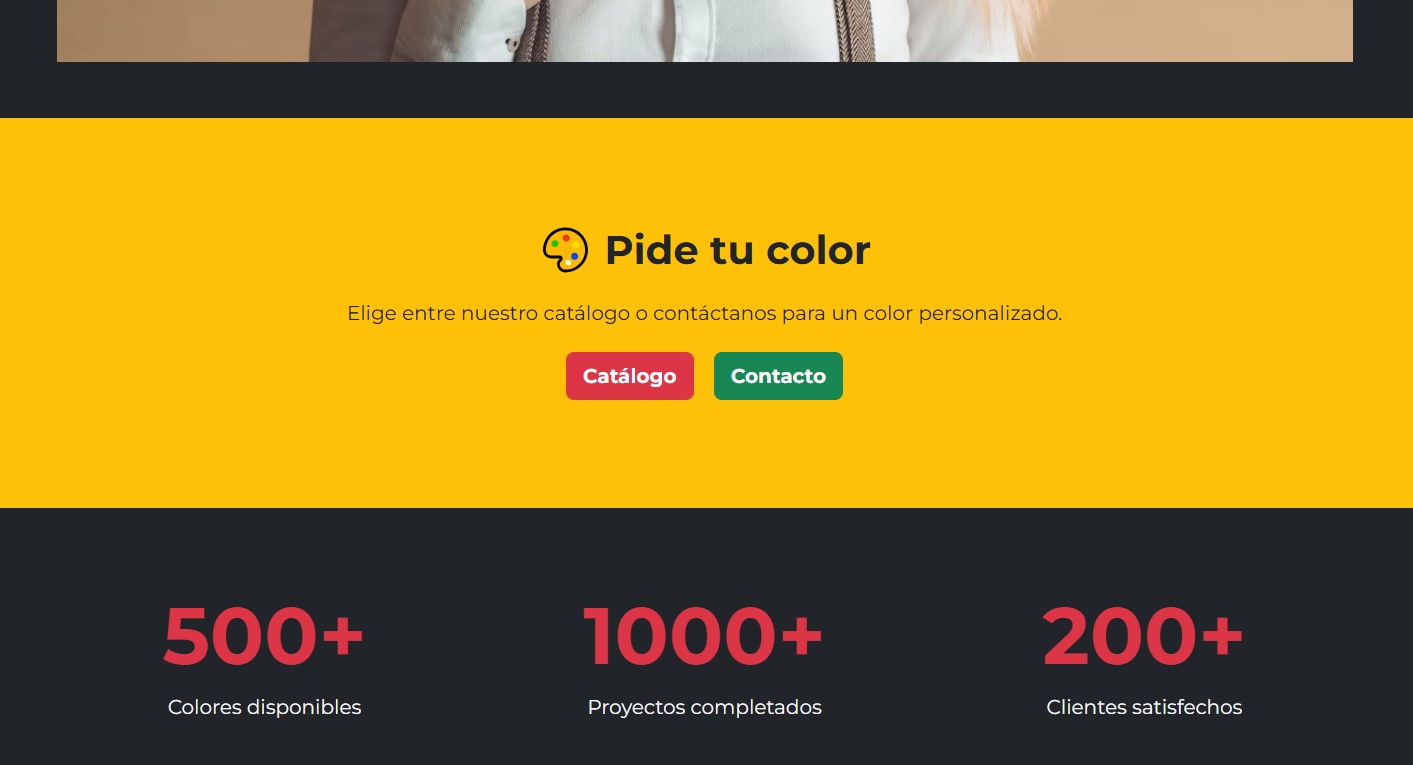 Pide tu color
Elige entre nuestro catálogo o contáctanos para un color personalizado.
Catálogo
Contacto
500+
1000+
200+
Colores disponibles
Proyectos completados
Clientes satisfechos